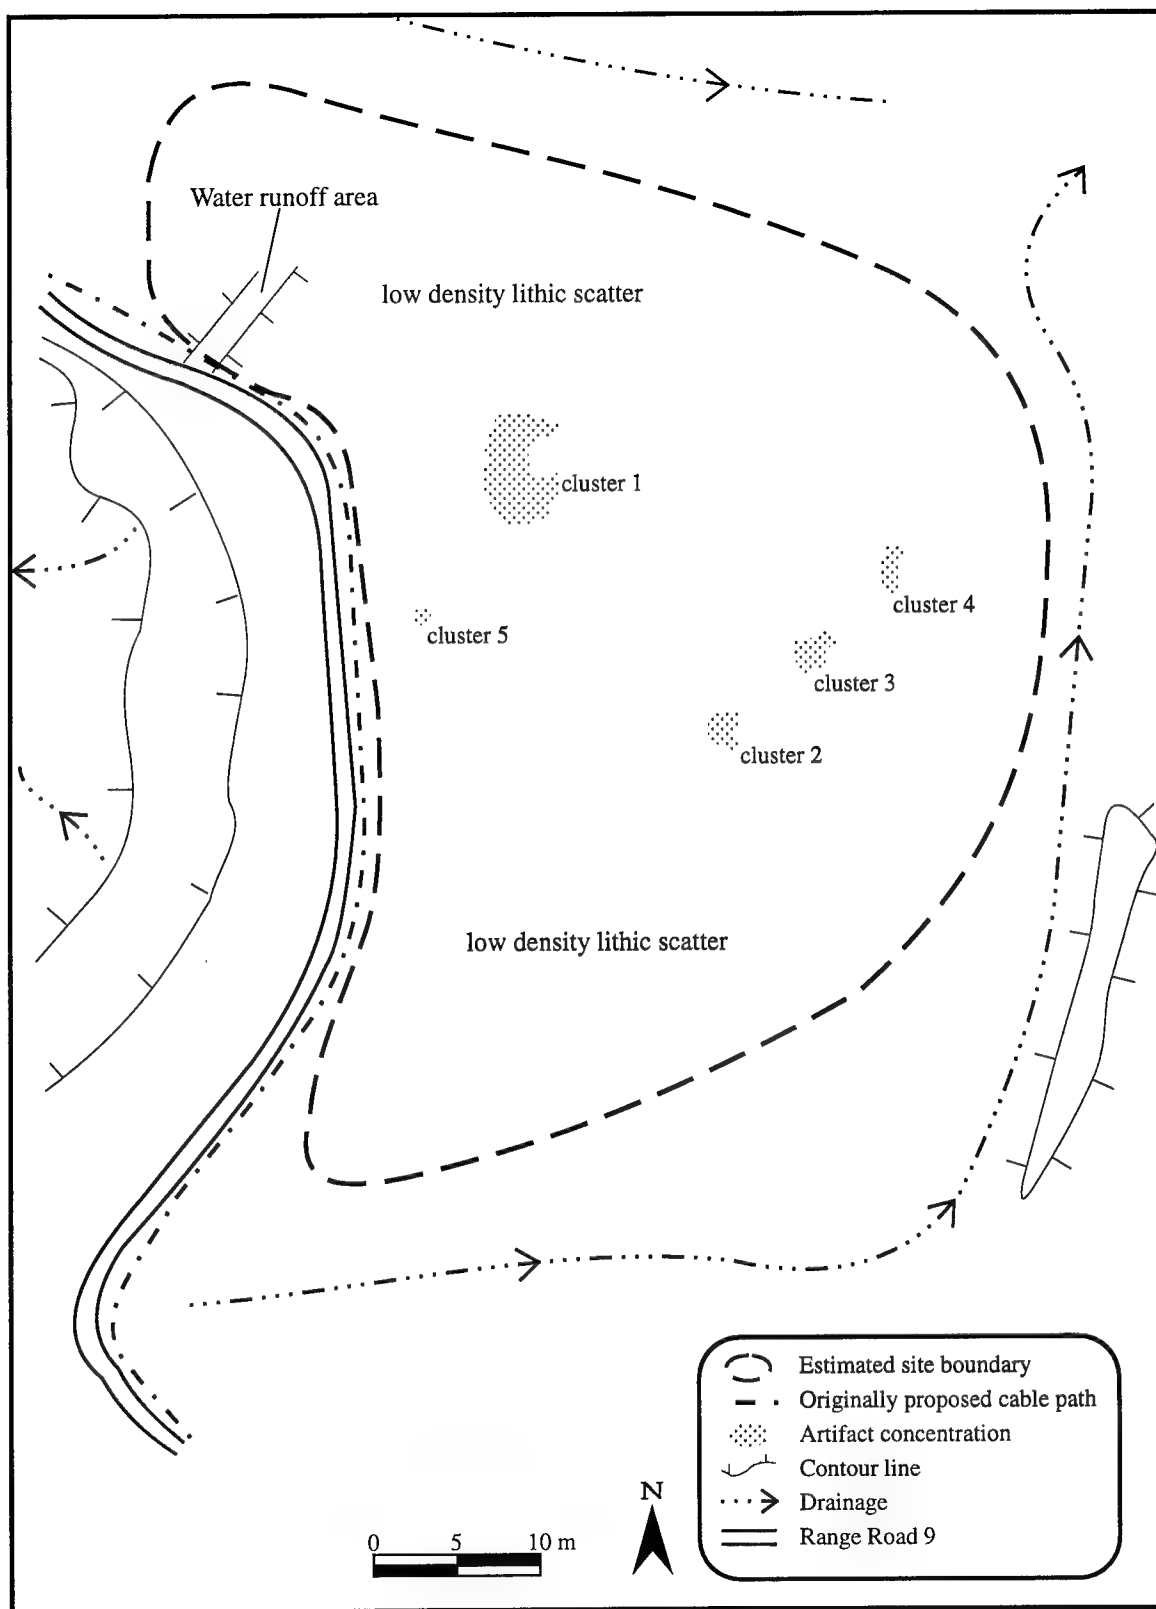 Water runoff area
low density lithic scatter
cluster 1
cluster 4
cluster 5
cluster 3
cluster 2
low density lithic scatter
Estimated site boundary
Originally proposed cable path
Artifact concentration
Contour line
Drainage
Range Road 9
N
0 5 10 m